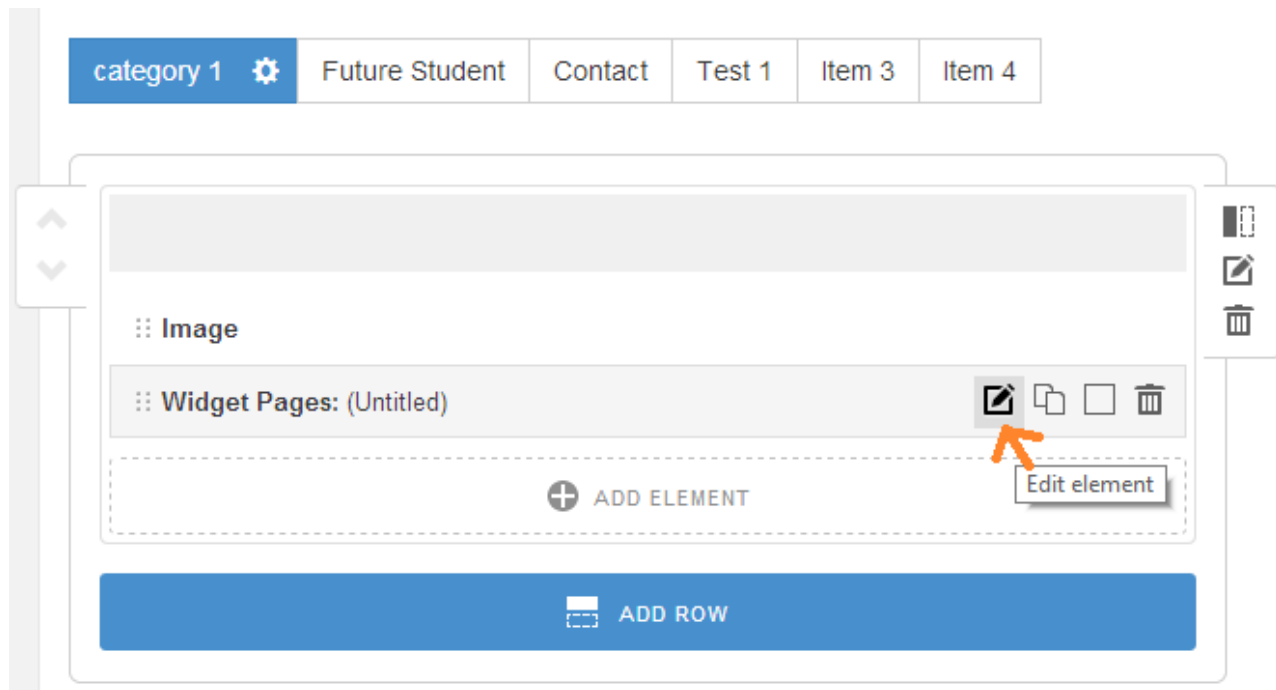 category 1 Future Student Contact Test 1 Item 3 Item 4
Image
Widget Pages: (Untitled)
Edit element
ADD ELEMENT
ADD ROW